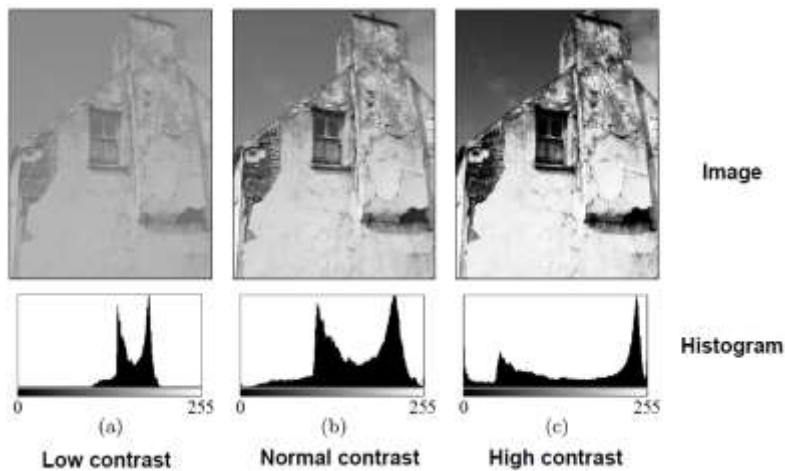 Image
Histogram
0 255
0 255
0 255
(a) (b) (c)
Low contrast
Normal contrast
High contrast